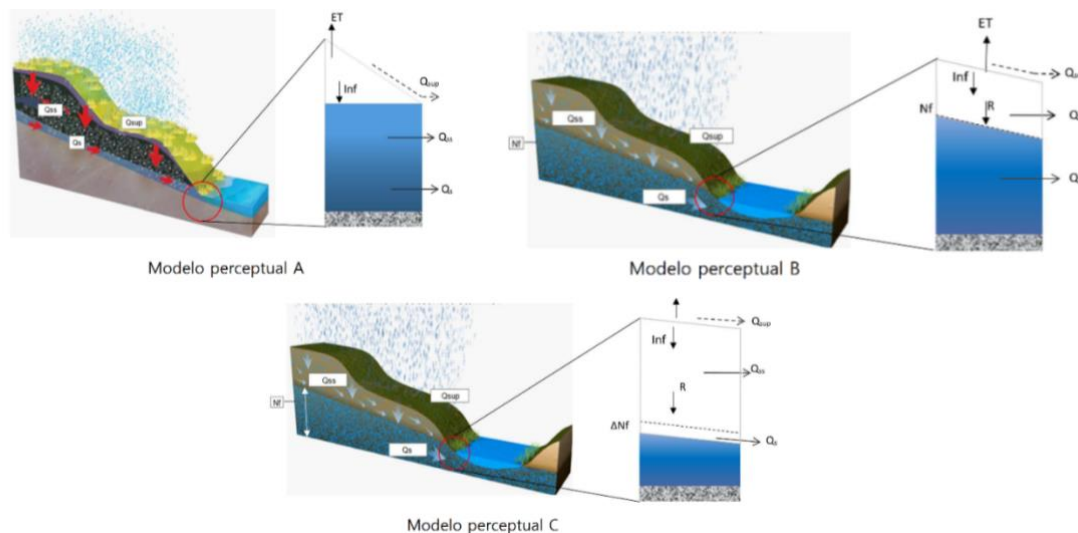 ET
Inf
Qsup
Qss
Qs
Qss
Qsup
Qs
Modelo perceptual A
ET
Inf
R
Nf
Q
Q
Qss
Qsup
Nf
Qs
Modelo perceptual B
Qsup
Inf
Qss
R
ΔNf
Qs
Qss
Qsup
Nf
Qs
Modelo perceptual C